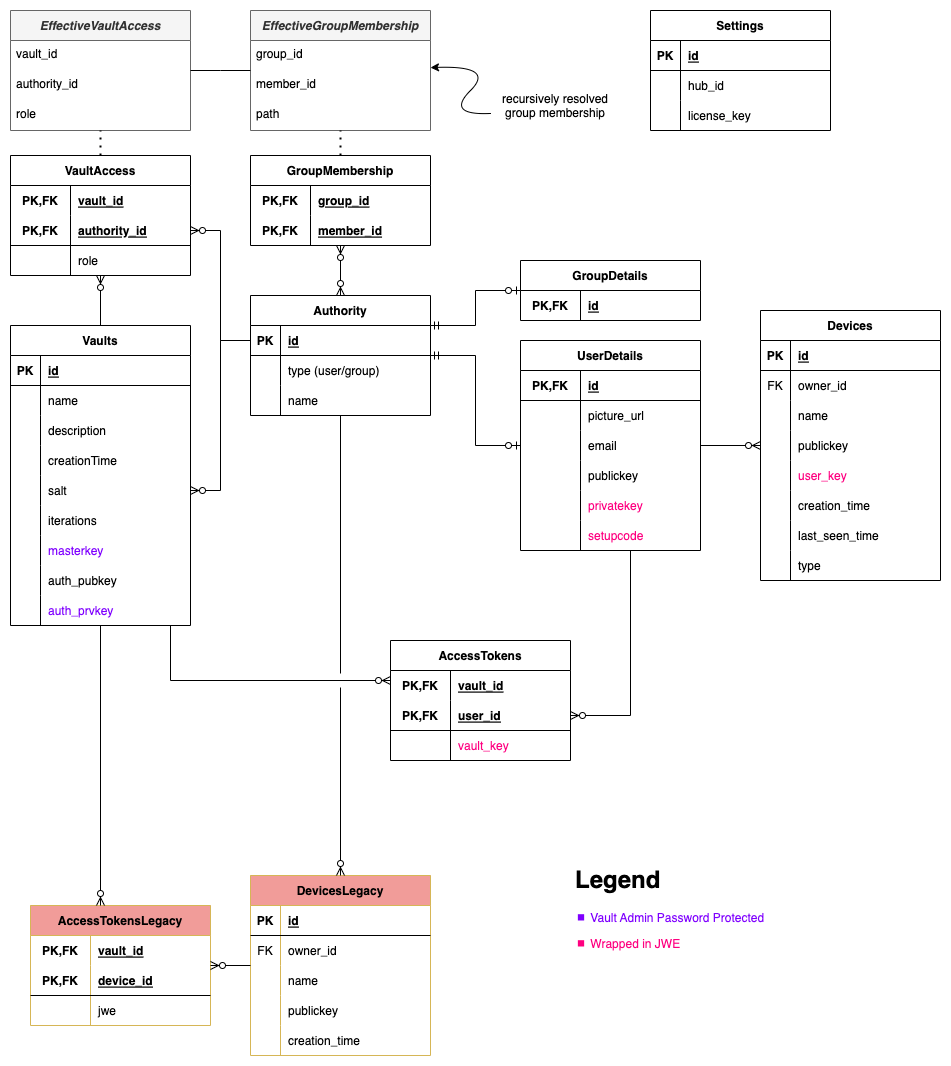 EffectiveVaultAccess
vault_id
authority_id
role
EffectiveGroupMembership
group_id
member_id
path
recursively resolved
group membership
Settings
PK id
hub_id
license_key
VaultAccess
PK,FK vault_id
PK,FK authority_id
role
GroupMembership
PK,FK group_id
PK,FK member_id
Vaults
PK id
name
description
creationTime
salt
iterations
masterkey
auth_pubkey
auth_prvkey
Authority
PK id
type (user/group)
name
GroupDetails
PK,FK id
UserDetails
PK,FK id
picture_url
email
publickey
privatekey
setupcode
Devices
PK id
FK owner_id
name
publickey
user_key
creation_time
last_seen_time
type
AccessTokens
PK,FK vault_id
PK,FK user_id
vault_key
AccessTokensLegacy
PK,FK vault_id
PK,FK device_id
jwe
DevicesLegacy
PK id
FK owner_id
name
publickey
creation_time
Legend
Vault Admin Password Protected
Wrapped in JWE